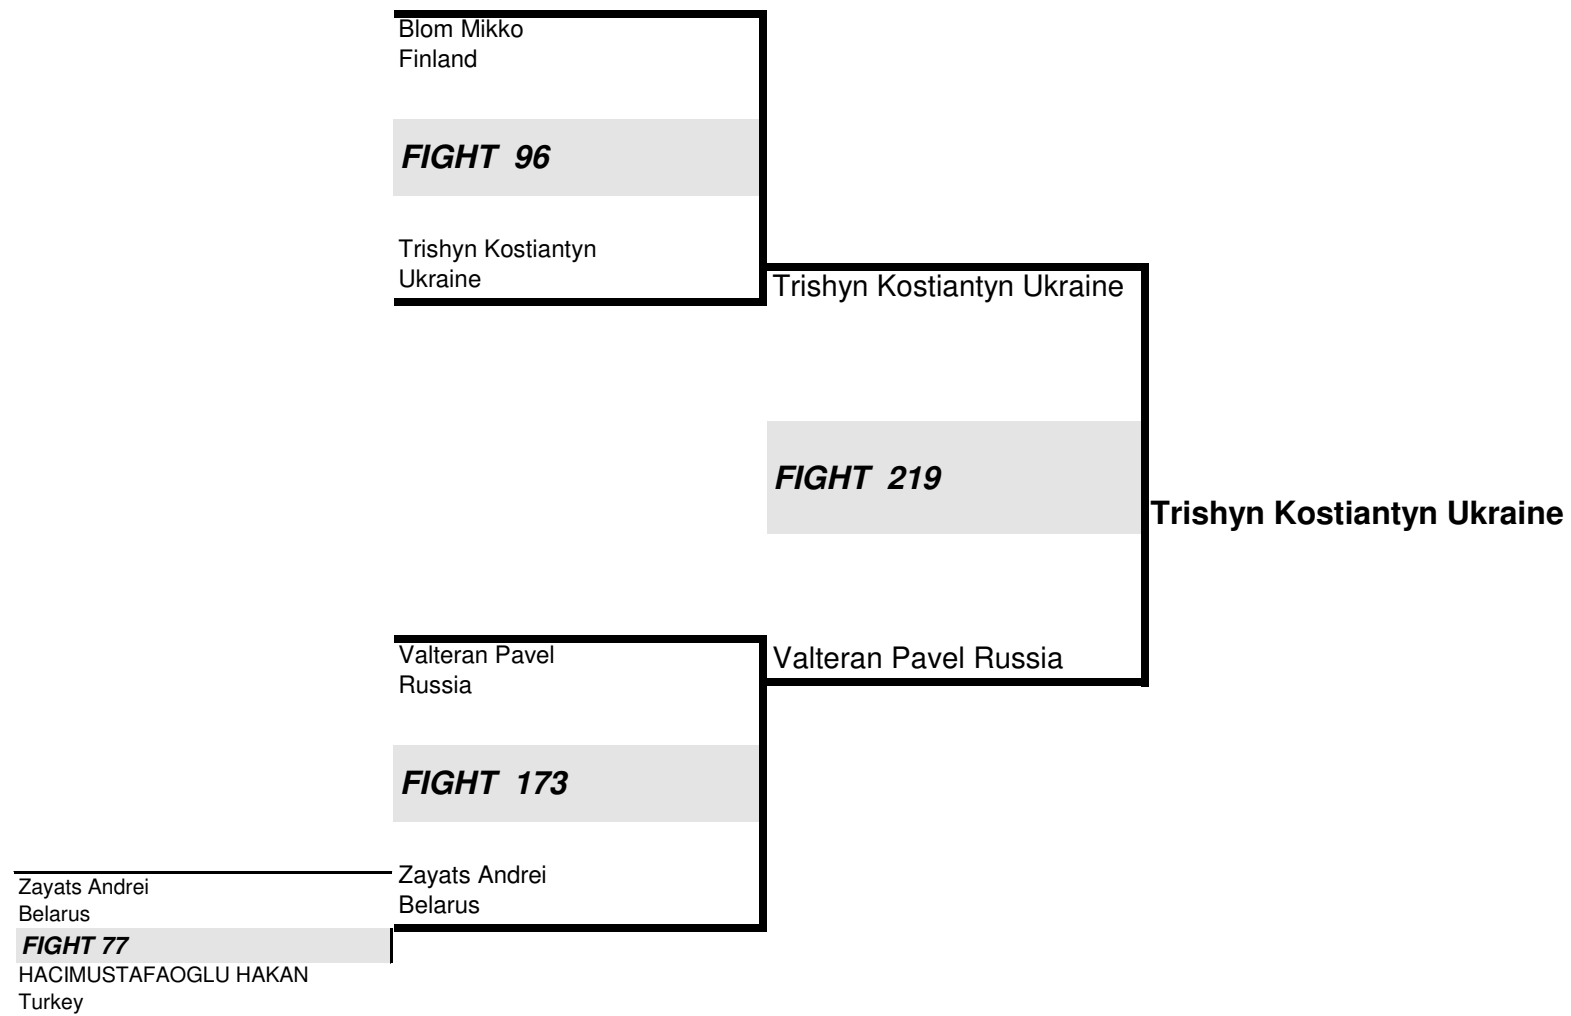 Blom Mikko
Finland
FIGHT 96
Trishyn Kostiantyn
Ukraine
Trishyn Kostiantyn Ukraine
FIGHT 219
Trishyn Kostiantyn Ukraine
Valteran Pavel
Russia
Valteran Pavel Russia
FIGHT 173
Zayats Andrei
Belarus
Zayats Andrei
Belarus
FIGHT 77
HACIMUSTAFAOGLU HAKAN
Turkey